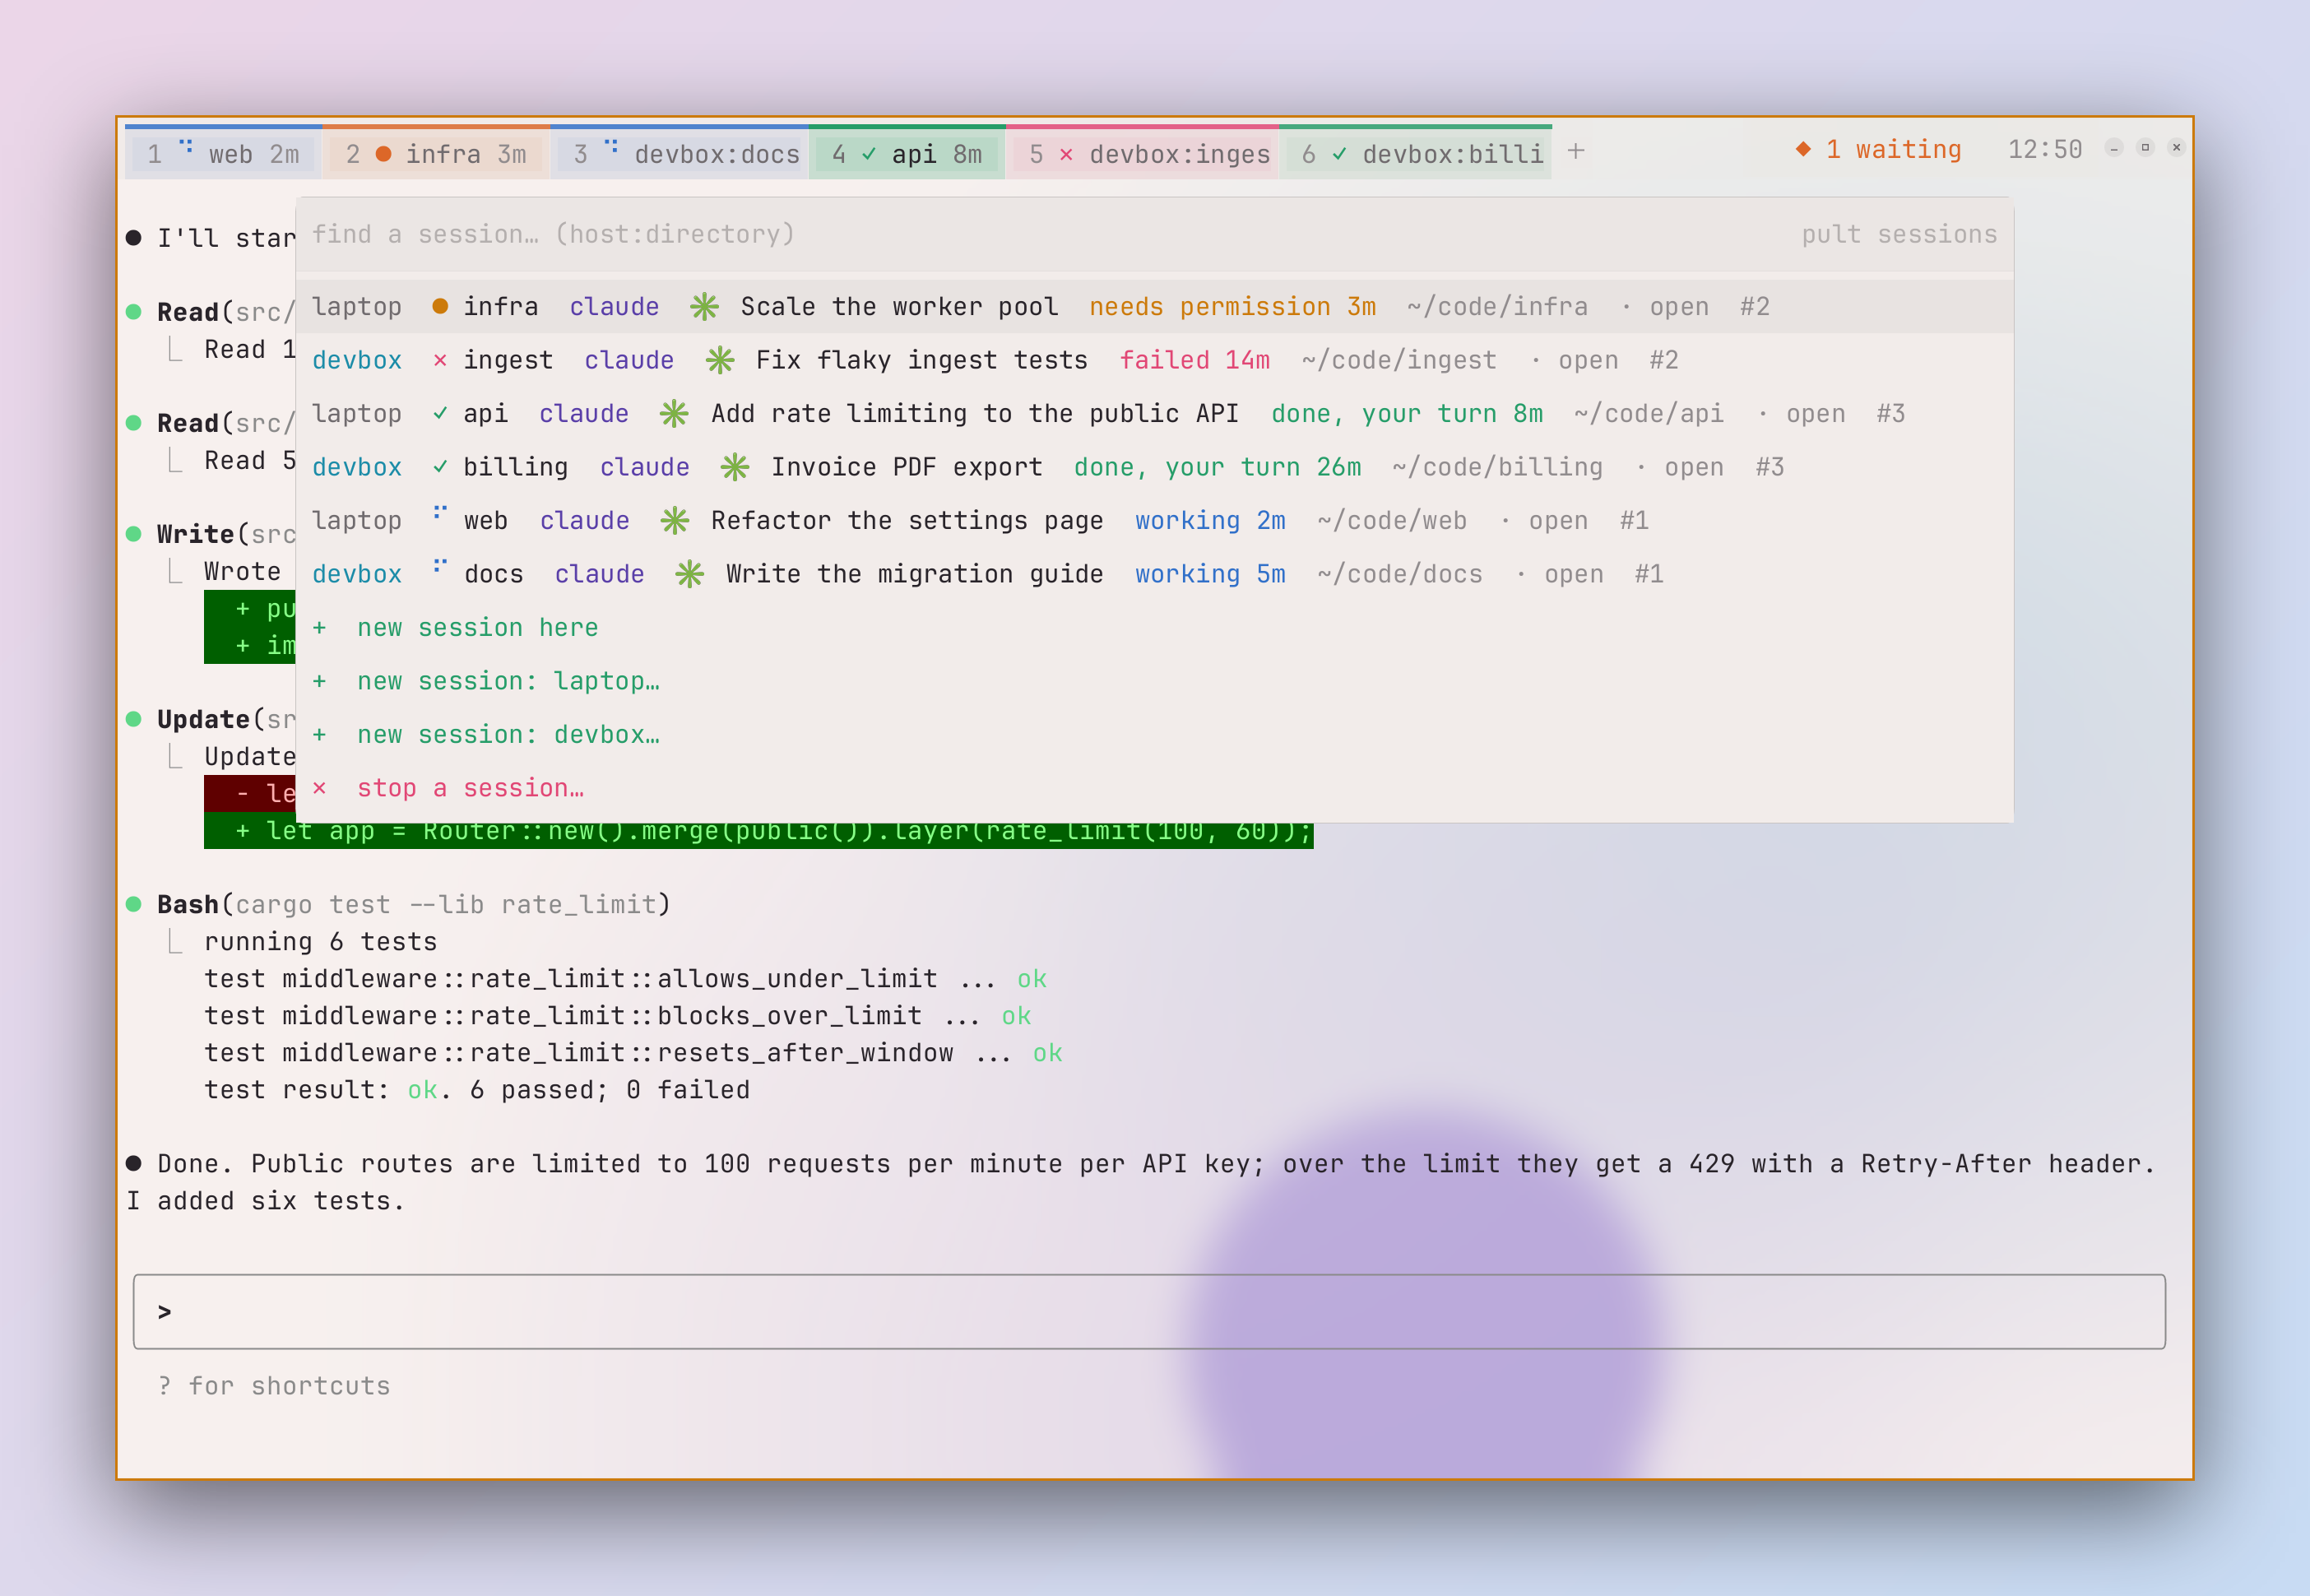 1 web 2m 2 infra 3m 3 devbox:docs 4 ✓ api 8m 5 × devbox:inges 6 ✓ devbox:billi + ◆ 1 waiting 12:50
● I'll star
find a session… (host:directory) pult sessions
laptop ● infra claude ✳ Scale the worker pool needs permission 3m ~/code/infra · open #2
● Read(src/
Read 1
devbox × ingest claude ✳ Fix flaky ingest tests failed 14m ~/code/ingest · open #2
laptop ✓ api claude ✳ Add rate limiting to the public API done, your turn 8m ~/code/api · open #3
● Read(src/
Read 5
devbox ✓ billing claude ✳ Invoice PDF export done, your turn 26m ~/code/billing · open #3
laptop web claude ✳ Refactor the settings page working 2m ~/code/web · open #1
● Write(src
Wrote
devbox docs claude ✳ Write the migration guide working 5m ~/code/docs · open #1
+ pu
+ im
+ new session here
+ new session: laptop…
● Update(sr
Update
+ new session: devbox…
× stop a session…
- le
+ let app = Router::new().merge(public()).layer(rate_limit(100, 60));
● Bash(cargo test --lib rate_limit)
running 6 tests
test middleware::rate_limit::allows_under_limit ... ok
test middleware::rate_limit::blocks_over_limit ... ok
test middleware::rate_limit::resets_after_window ... ok
test result: ok. 6 passed; 0 failed
● Done. Public routes are limited to 100 requests per minute per API key; over the limit they get a 429 with a Retry-After header.
I added six tests.
>
? for shortcuts